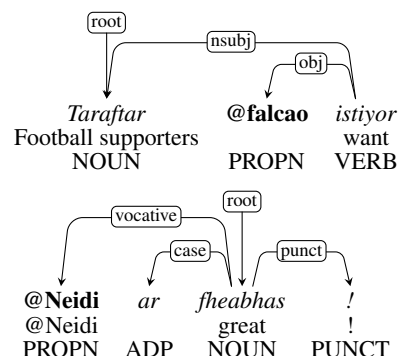 root
nsubj
obj
Taraftar @falcao istiyor
Football supporters want
NOUN PROPN VERB
root
vocative
case punct
@Neidi ar fheabhas !
@Neidi great !
PROPN ADP NOUN PUNCT